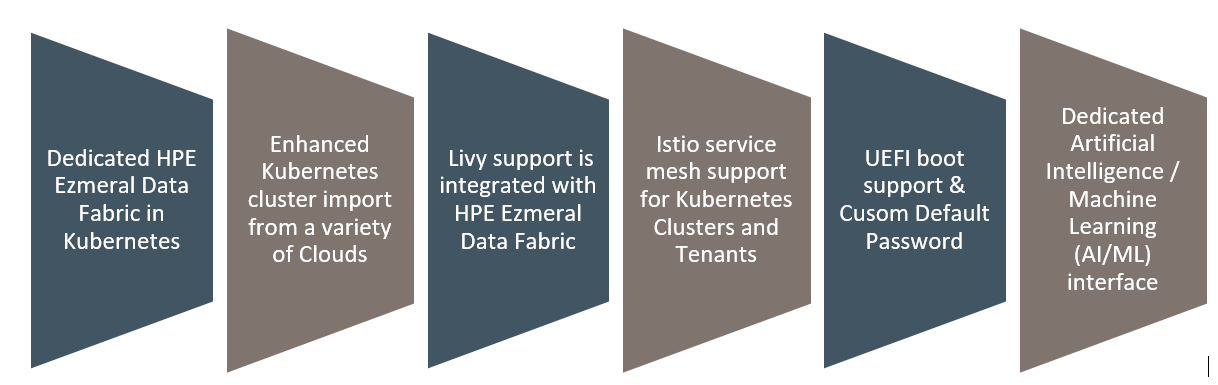 Dedicated HPE
Ezmeral Data
Fabric in
Kubernetes
Enhanced
Kubernetes
cluster import
from a variety
of Clouds
Livy support is
integrated with
HPE Ezmeral
Data Fabric
Istio service
mesh support
for Kubernetes
Clusters and
Tenants
UEFI boot
support &
Cusom Default
Password
Dedicated
Artificial
Intelligence /
Machine
Learning
(AI/ML)
interface